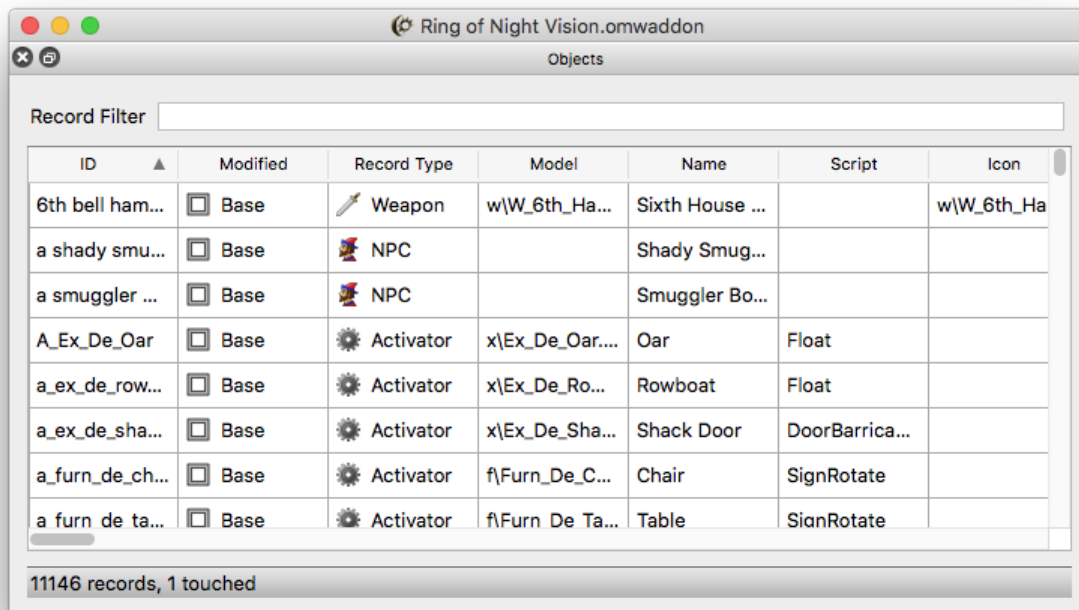 Ring of Night Vision.omwaddon
Objects
Record Filter
ID Modified Record Type Model Name Script Icon
6th bell ham... Base Weapon w\W_6th_Ha... Sixth House ... w\W_6th_Ha
a shady smu... Base NPC Shady Smug...
a smuggler ... Base NPC Smuggler Bo...
A_Ex_De_Oar Base Activator x\Ex_De_Oar.... Oar Float
a_ex_de_row... Base Activator x\Ex_De_Ro... Rowboat Float
a_ex_de_sha... Base Activator x\Ex_De_Sha... Shack Door DoorBarrica...
a_furn_de_ch... Base Activator f\Furn_De_C... Chair SignRotate
a_furn_de_ta... Base Activator f\Furn_De_Ta... Table SignRotate
11146 records, 1 touched